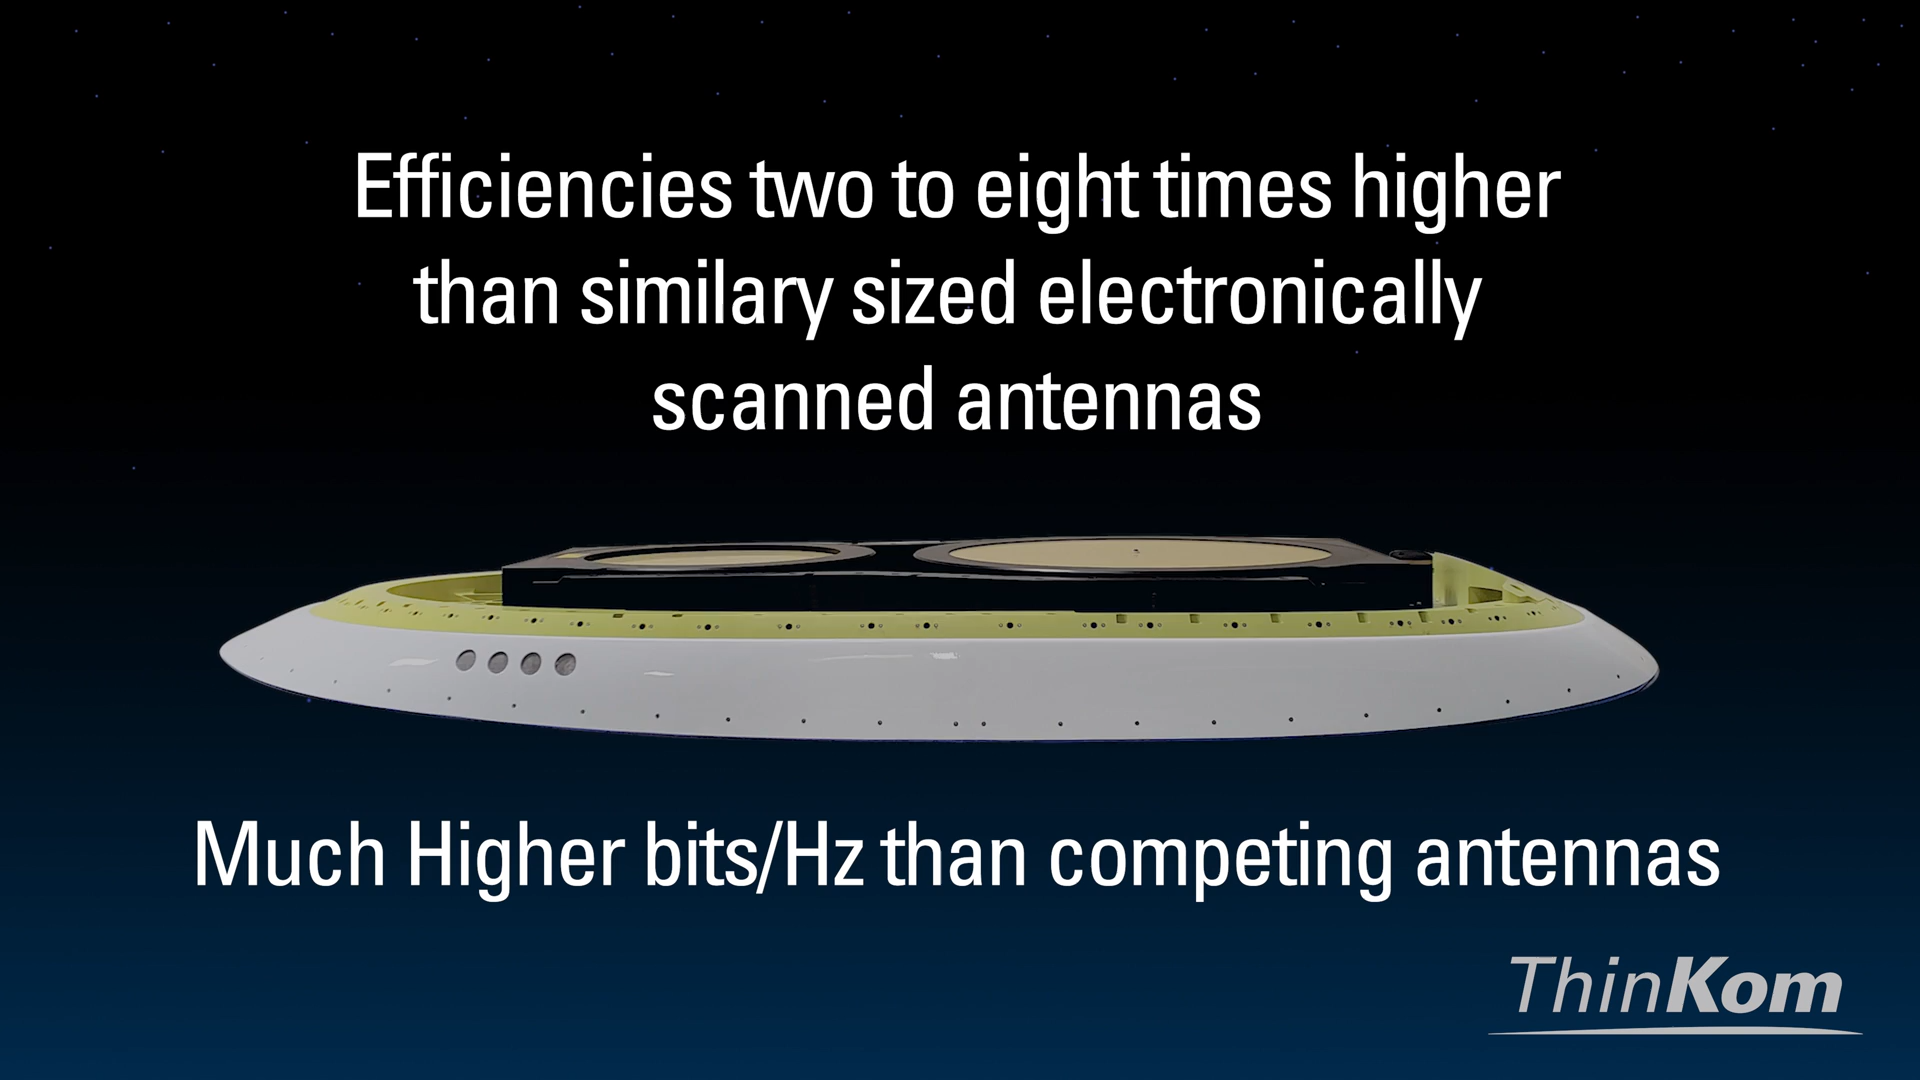 Efficiencies two to eight times higher
than similary sized electronically
scanned antennas
Much Higher bits/Hz than competing antennas
ThinKom